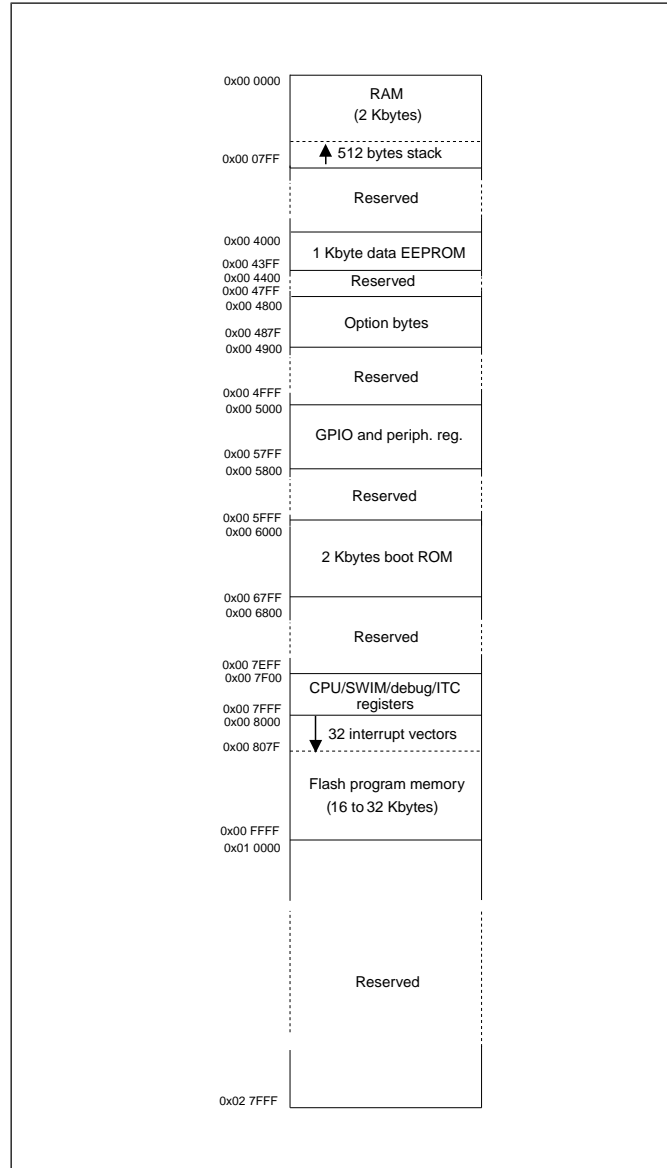 0x00 0000
RAM
(2 Kbytes)
512 bytes stack
0x00 07FF
Reserved
0x00 4000
1 Kbyte data EEPROM
0x00 43FF
0x00 4400
Reserved
0x00 47FF
0x00 4800
Option bytes
0x00 487F
0x00 4900
Reserved
0x00 4FFF
0x00 5000
GPIO and periph. reg.
0x00 57FF
0x00 5800
Reserved
0x00 5FFF
0x00 6000
2 Kbytes boot ROM
0x00 67FF
0x00 6800
Reserved
0x00 7EFF
0x00 7F00
CPU/SWIM/debug/ITC
registers
0x00 7FFF
0x00 8000
32 interrupt vectors
0x00 807F
Flash program memory
(16 to 32 Kbytes)
0x00 FFFF
0x01 0000
Reserved
0x02 7FFF